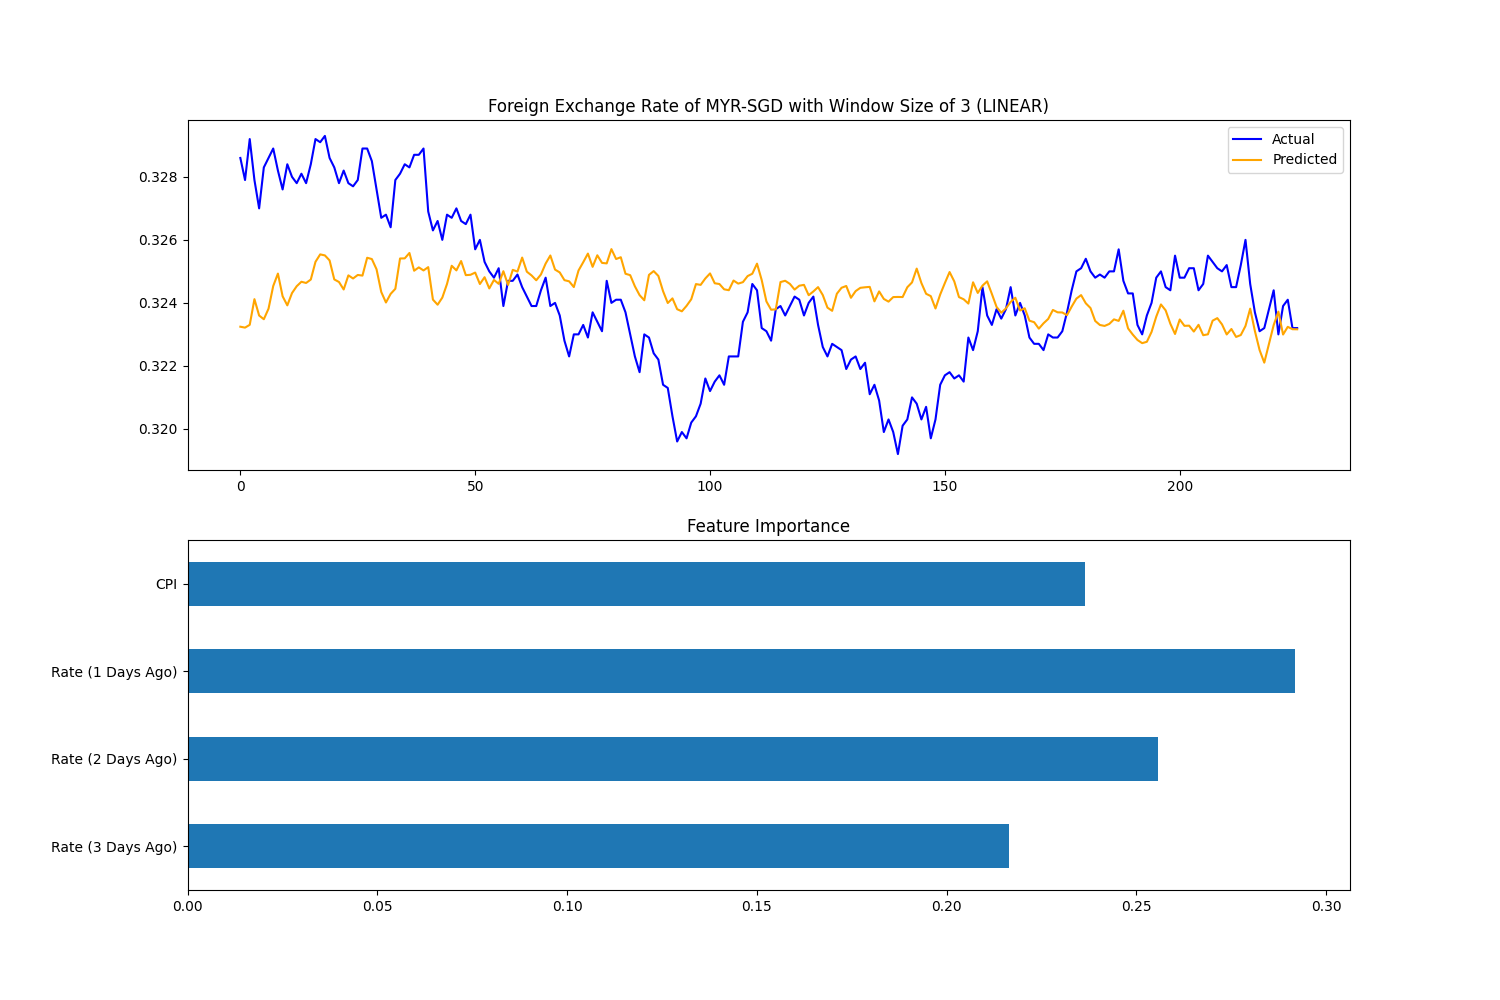 Foreign Exchange Rate of MYR-SGD with Window Size of 3 (LINEAR)
Actual
Predicted
0.328
0.326
0.324
0.322
0.320
0 50 100 150 200
Feature Importance
CPI
Rate (1 Days Ago)
Rate (2 Days Ago)
Rate (3 Days Ago)
0.00 0.05 0.10 0.15 0.20 0.25 0.30